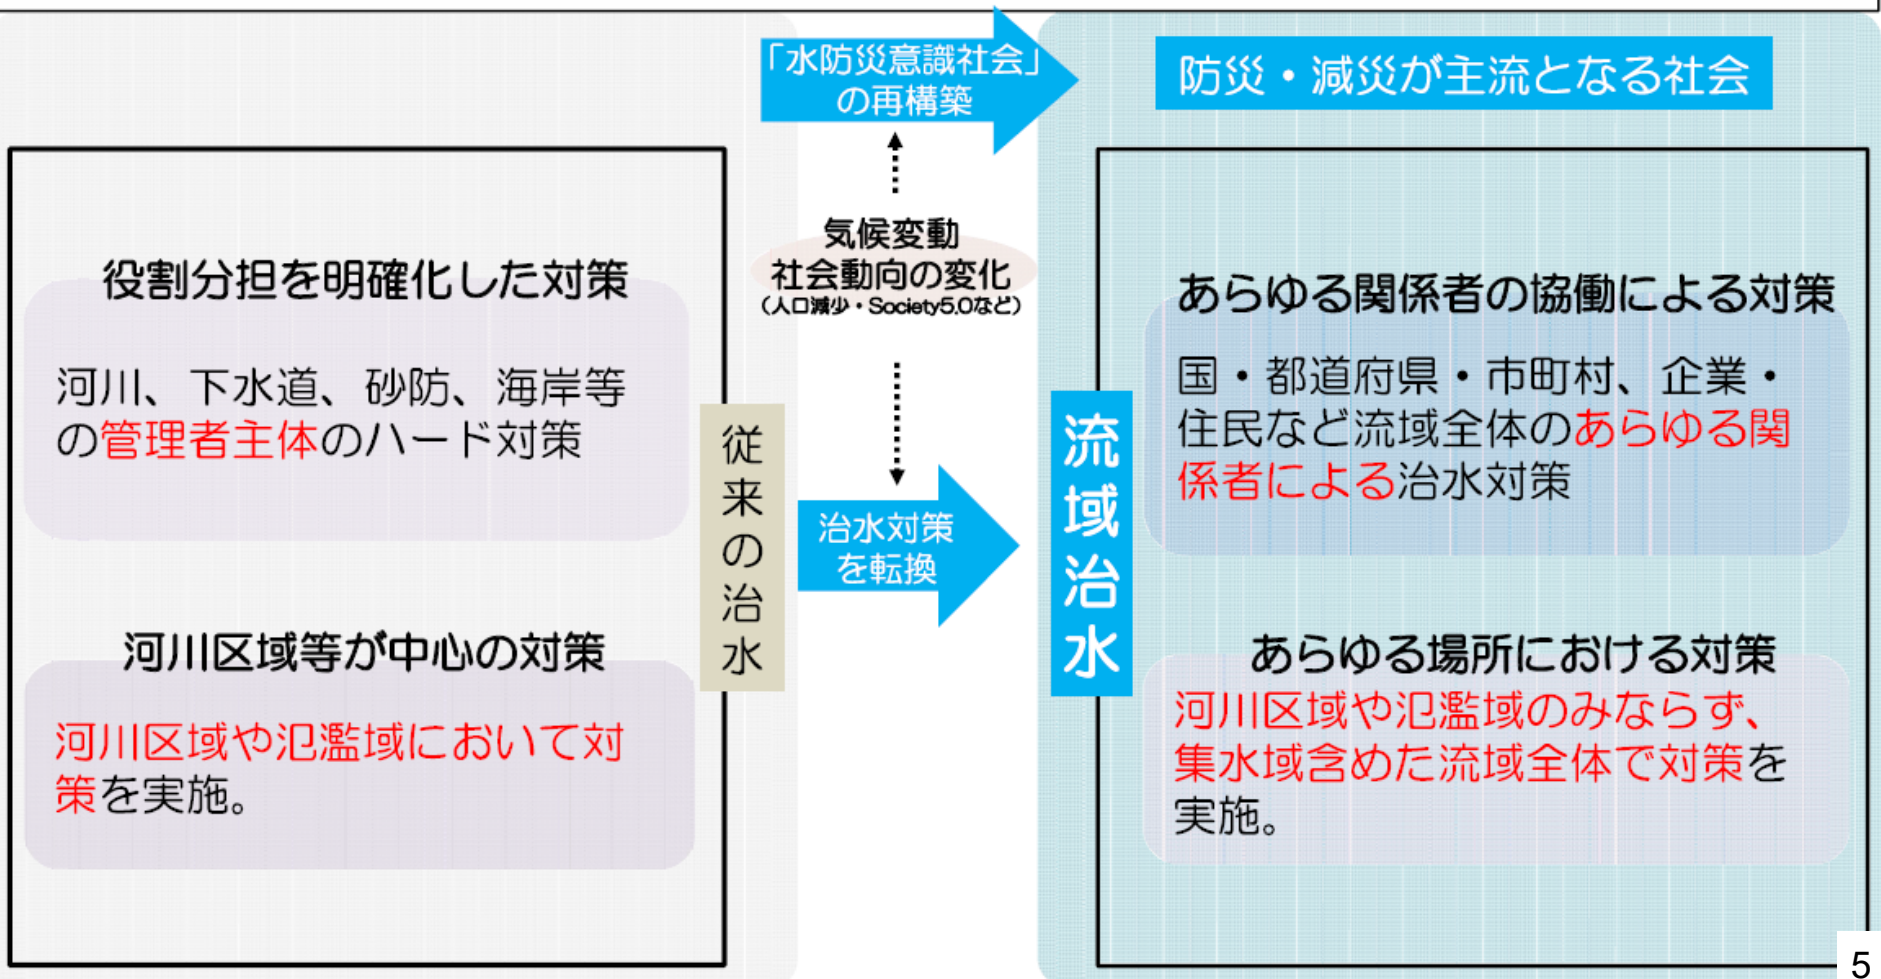 「水防災意識社会」
の再構築
防災・減災が主流となる社会
気候変動
社会動向の変化
（人口減少・Society5.0など）
役割分担を明確化した対策
河川、下水道、砂防、海岸等
の管理者主体のハード対策
河川区域等が中心の対策
河川区域や氾濫域において対
策を実施。
従来の治水
治水対策
を転換
流域治水
あらゆる関係者の協働による対策
国・都道府県・市町村、企業・
住民など流域全体のあらゆる関
係者による治水対策
あらゆる場所における対策
河川区域や氾濫域のみならず、
集水域含めた流域全体で対策を
実施。
5